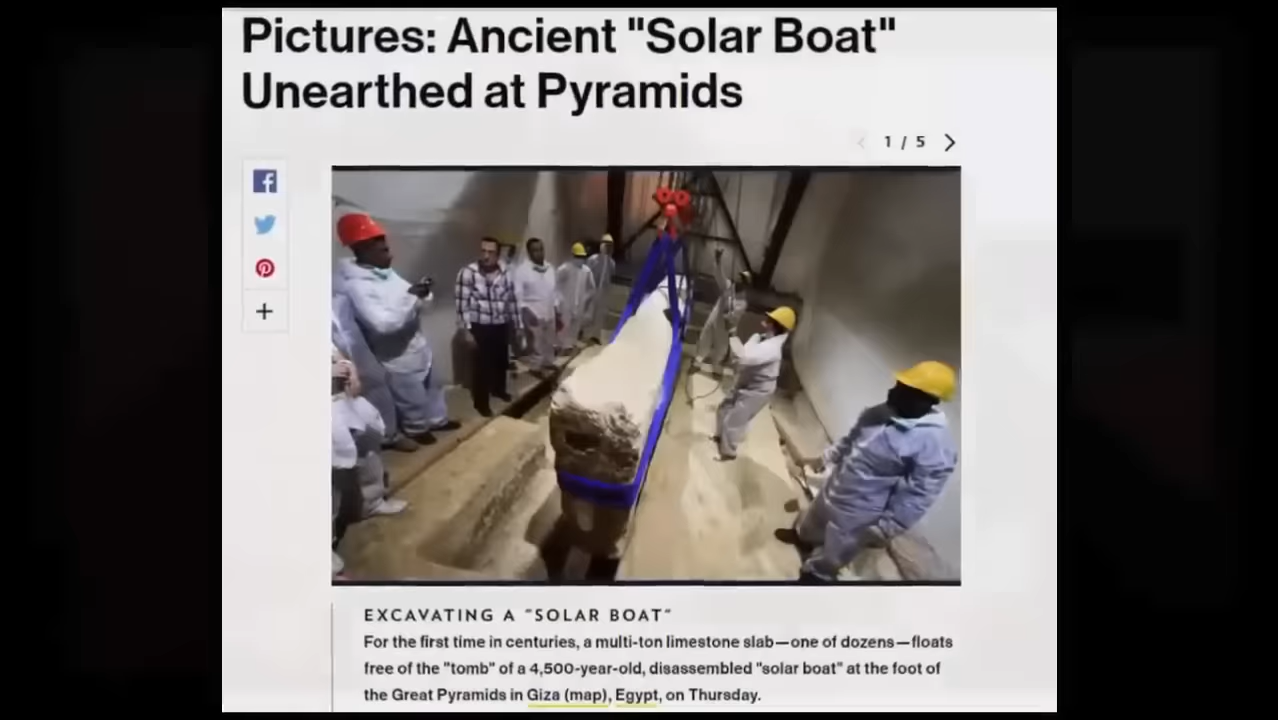 Pictures: Ancient "Solar Boat"
Unearthed at Pyramids
1 / 5
EXCAVATING A "SOLAR BOAT"
For the first time in centuries, a multi-ton limestone slab—one of dozens—floats
free of the "tomb" of a 4,500-year-old, disassembled "solar boat" at the foot of
the Great Pyramids in Giza (map), Egypt, on Thursday.